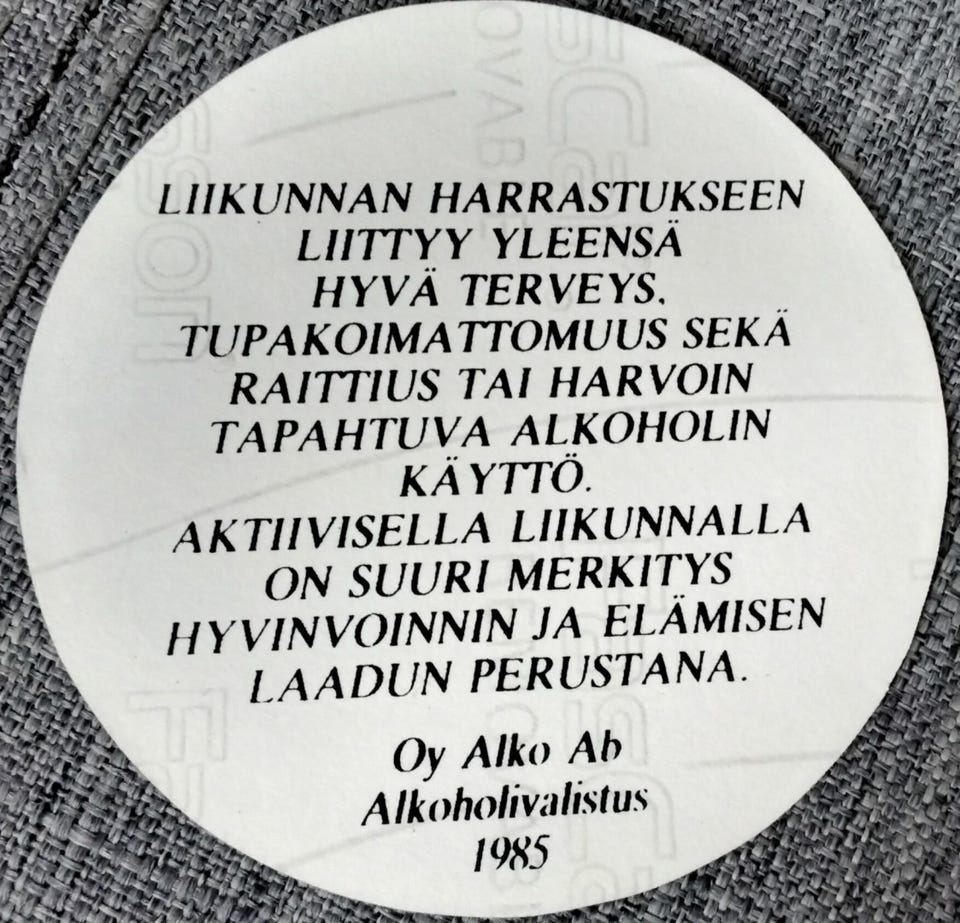 LIIKUNNAN HARRASTUKSEEN
LIITTYY YLEENSÄ
HYVÄ TERVEYS.
TUPAKOIMATTOMUUS SEKÄ
RAITTIUS TAI HARVOIN
TAPAHTUVA ALKOHOLIN
KÄYTTÖ.
AKTIIVISELLA LIIKUNNALLA
ON SUURI MERKITYS
HYVINVOINNIN JA ELÄMISEN
LAADUN PERUSTANA.
Oy Alko Ab
Alkoholivalistus
1985